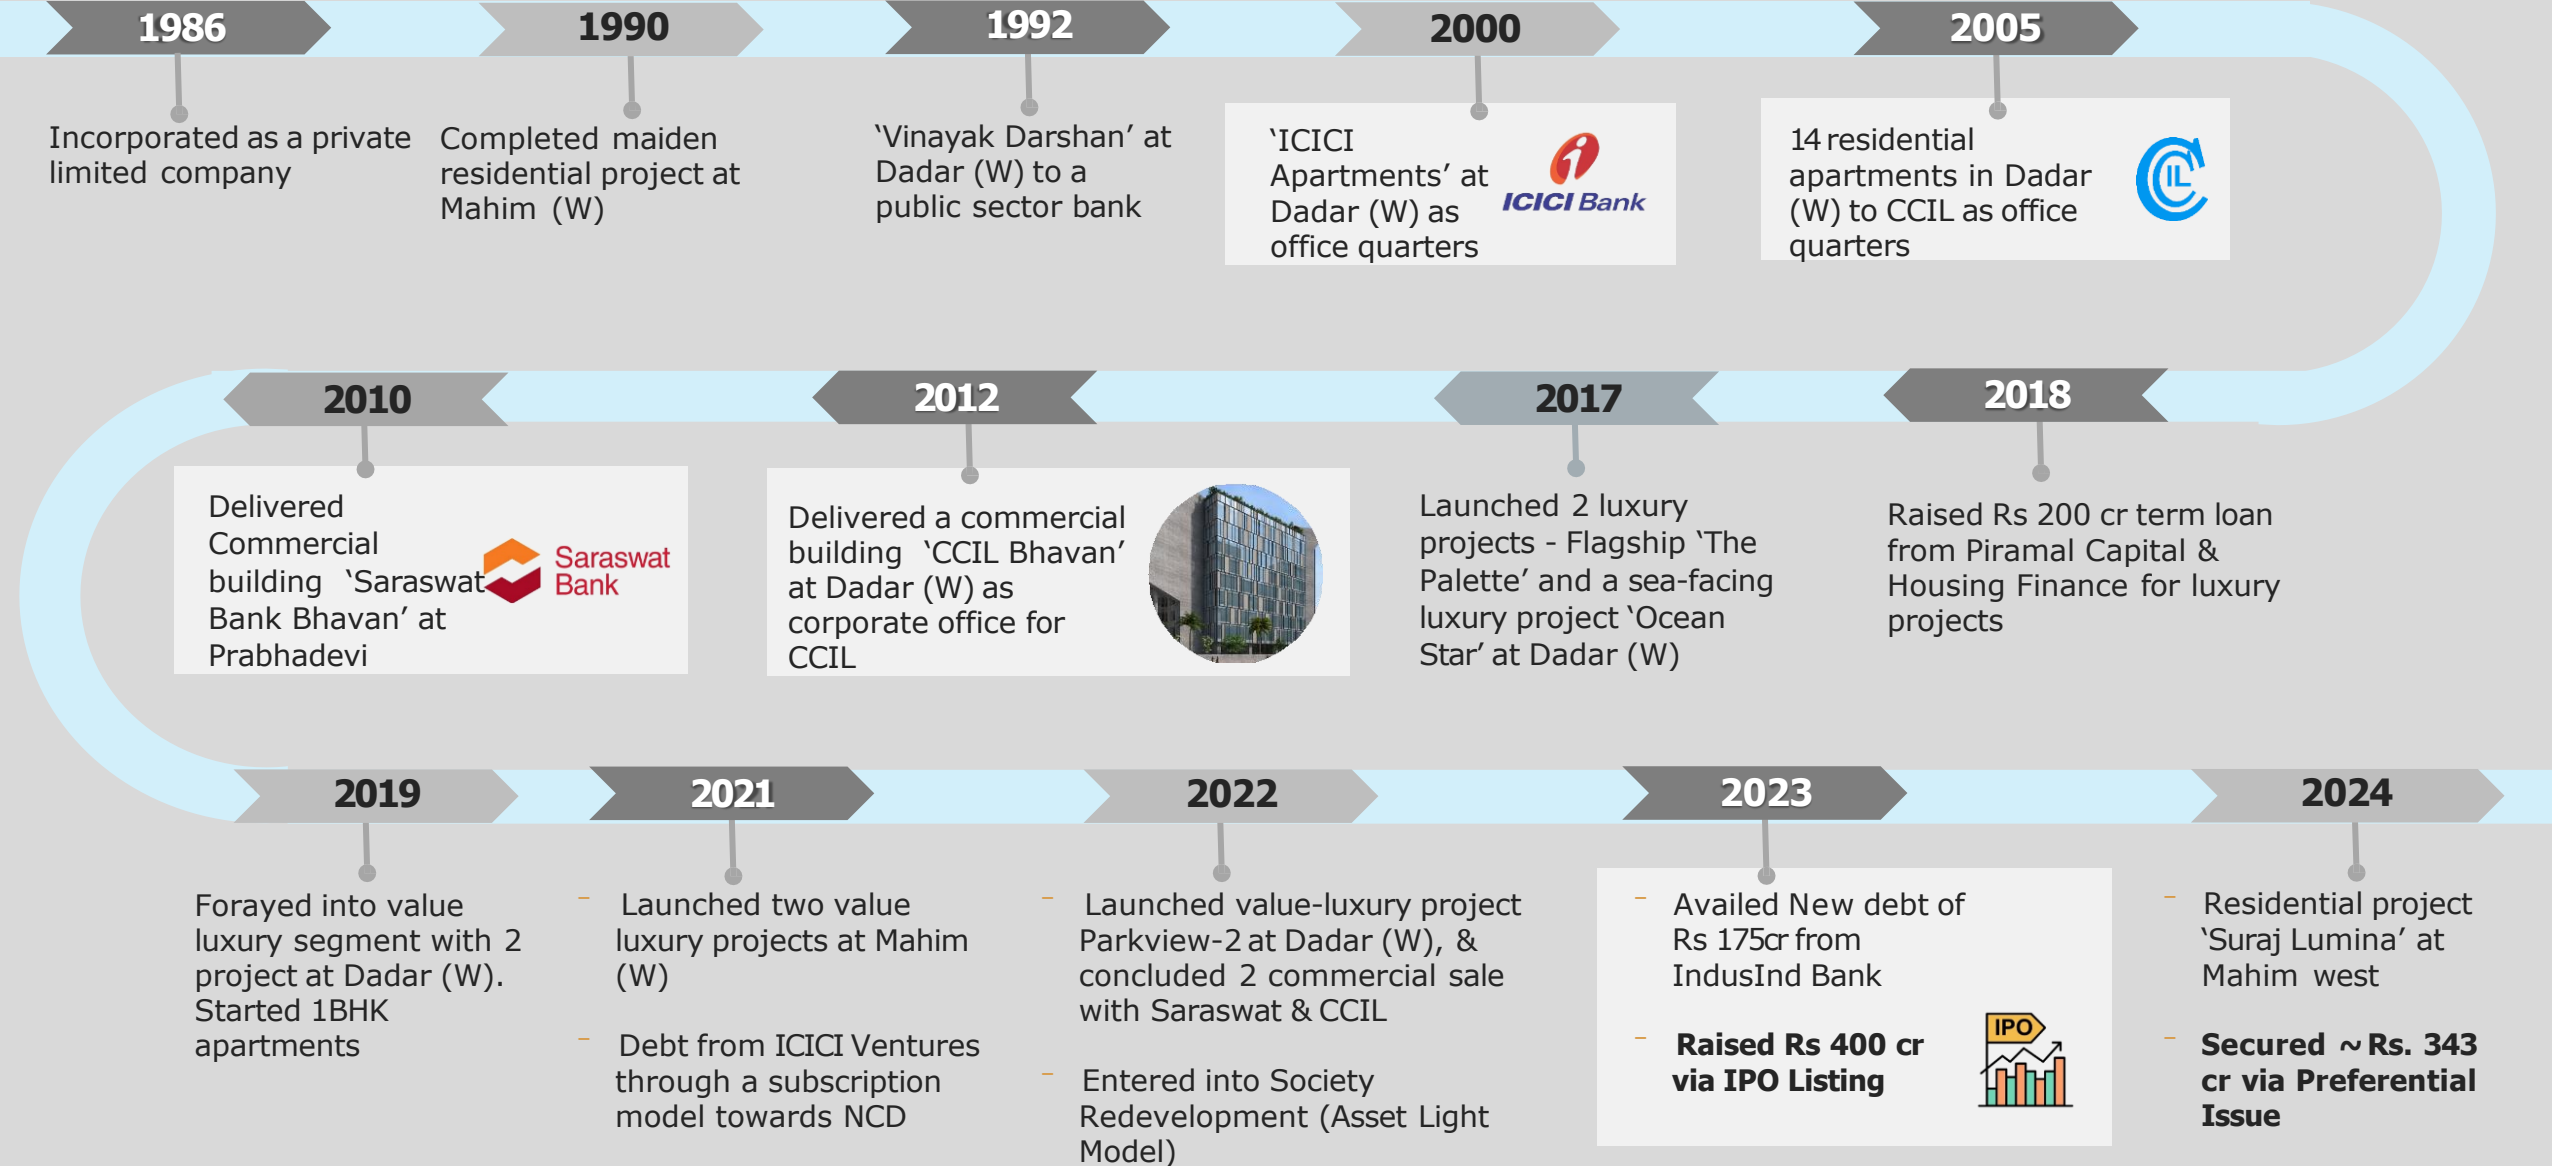 1986
Incorporated as a private
limited company
1990
Completed maiden
residential project at
Mahim (W)
1992
‘Vinayak Darshan’ at
Dadar (W) to a
public sector bank
2000
‘ICICI
Apartments’ at
Dadar (W) as
office quarters
i
ICICI Bank
2005
14 residential
apartments in Dadar
(W) to CCIL as office
quarters
CCIL
2010
Delivered
Commercial
building ‘Saraswat
Bank Bhavan’ at
Prabhadevi
Saraswat
Bank
2012
Delivered a commercial
building ‘CCIL Bhavan’
at Dadar (W) as
corporate office for
CCIL
2017
Launched 2 luxury
projects - Flagship ‘The
Palette’ and a sea-facing
luxury project ‘Ocean
Star’ at Dadar (W)
2018
Raised Rs 200 cr term loan
from Piramal Capital &
Housing Finance for luxury
projects
2019
Forayed into value
luxury segment with 2
project at Dadar (W).
Started 1BHK
apartments
2021
– Launched two value
luxury projects at Mahim
(W)
– Debt from ICICI Ventures
through a subscription
model towards NCD
2022
– Launched value-luxury project
Parkview-2 at Dadar (W), &
concluded 2 commercial sale
with Saraswat & CCIL
– Entered into Society
Redevelopment (Asset Light
Model)
2023
– Availed New debt of
Rs 175cr from
IndusInd Bank
– Raised Rs 400 cr
via IPO Listing
IPO
2024
– Residential project
‘Suraj Lumina’ at
Mahim west
– Secured ~ Rs. 343
cr via Preferential
Issue